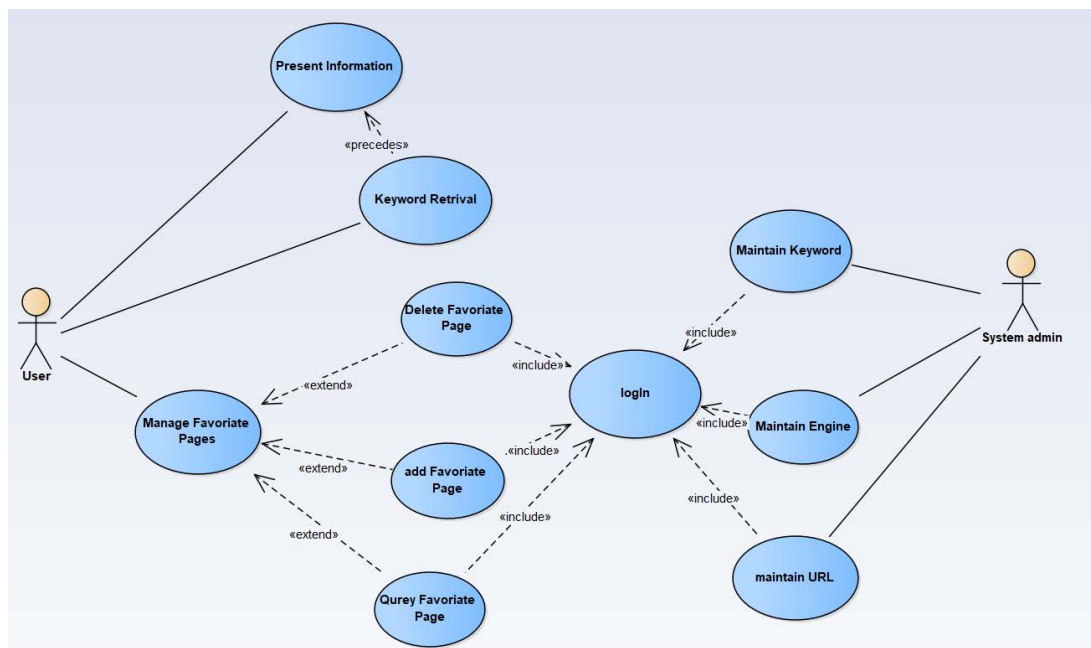 Present Information
«precedes»
Keyword Retrival
Maintain Keyword
System admin
Delete Favoriate
Page
«include»
«include»
User
«extend»
logIn
Manage Favoriate
Pages
«include»
Maintain Engine
«include»
add Favoriate
Page
«extend»
«include»
«include»
«extend»
maintain URL
Qurey Favoriate
Page